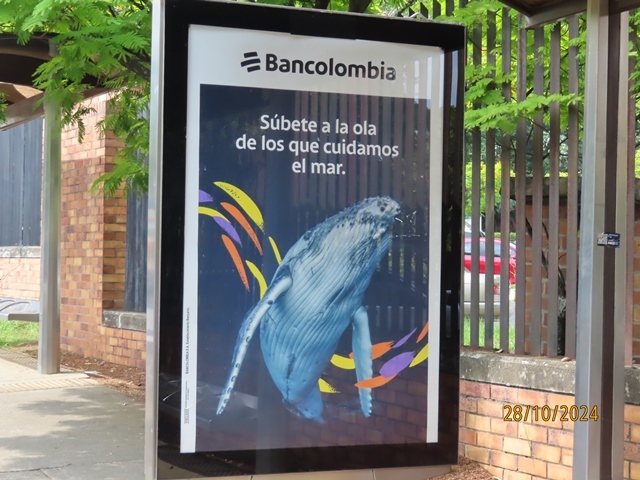 Bancolombia
Súbete a la ola
de los que cuidamos
el mar.
28/10/2024